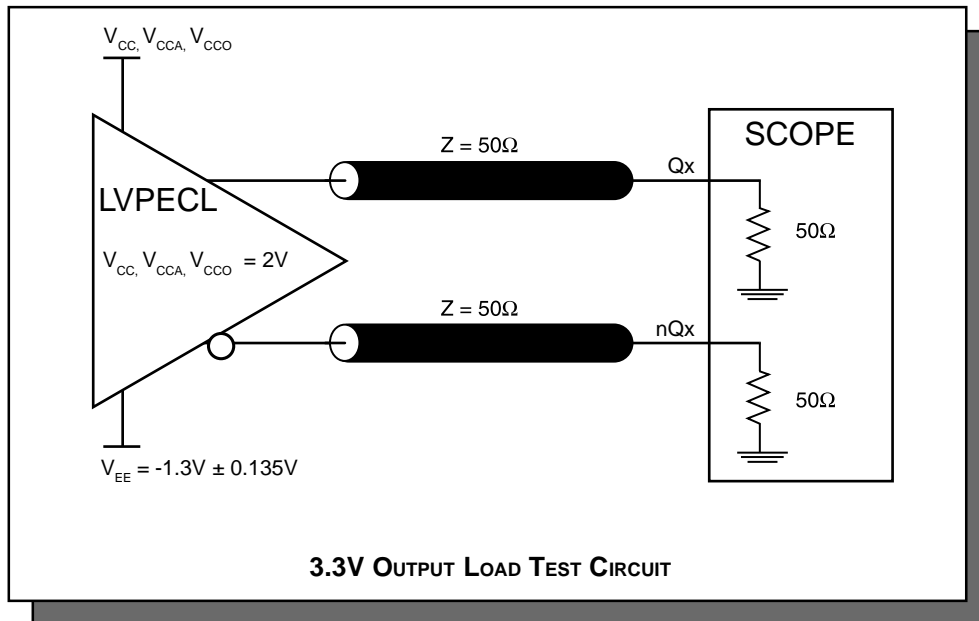 VCC, VCCA, VCCO
Z = 50Ω
SCOPE
Qx
LVPECL
50Ω
VCC, VCCA, VCCO = 2V
Z = 50Ω
nQx
50Ω
VEE = -1.3V ± 0.135V
3.3V OUTPUT LOAD TEST CIRCUIT